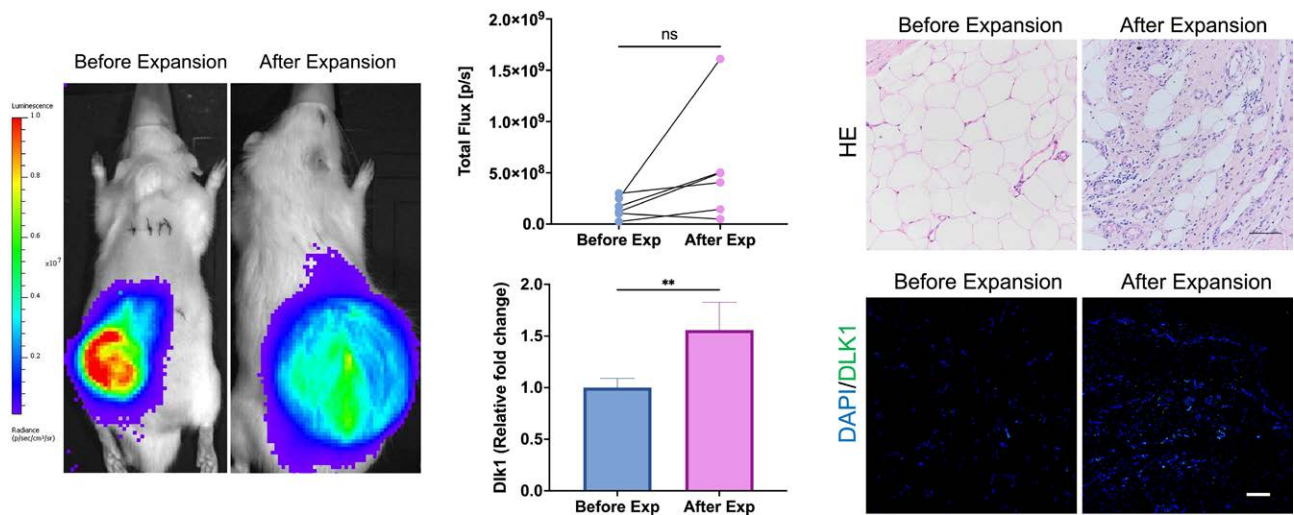 Before Expansion
After Expansion
Luminescence
1.0
0.8
0.6
×10⁷
0.4
0.2
Radiance
(p/sec/cm²/sr)
Total Flux [p/s]
2.0×10⁹
1.5×10⁹
1.0×10⁹
5.0×10⁸
0.0
ns
Before Exp
After Exp
Dlk1 (Relative fold change)
2.0
1.5
1.0
0.5
0.0
**
Before Exp
After Exp
Before Expansion
After Expansion
HE
Before Expansion
After Expansion
DAPI/DLK1